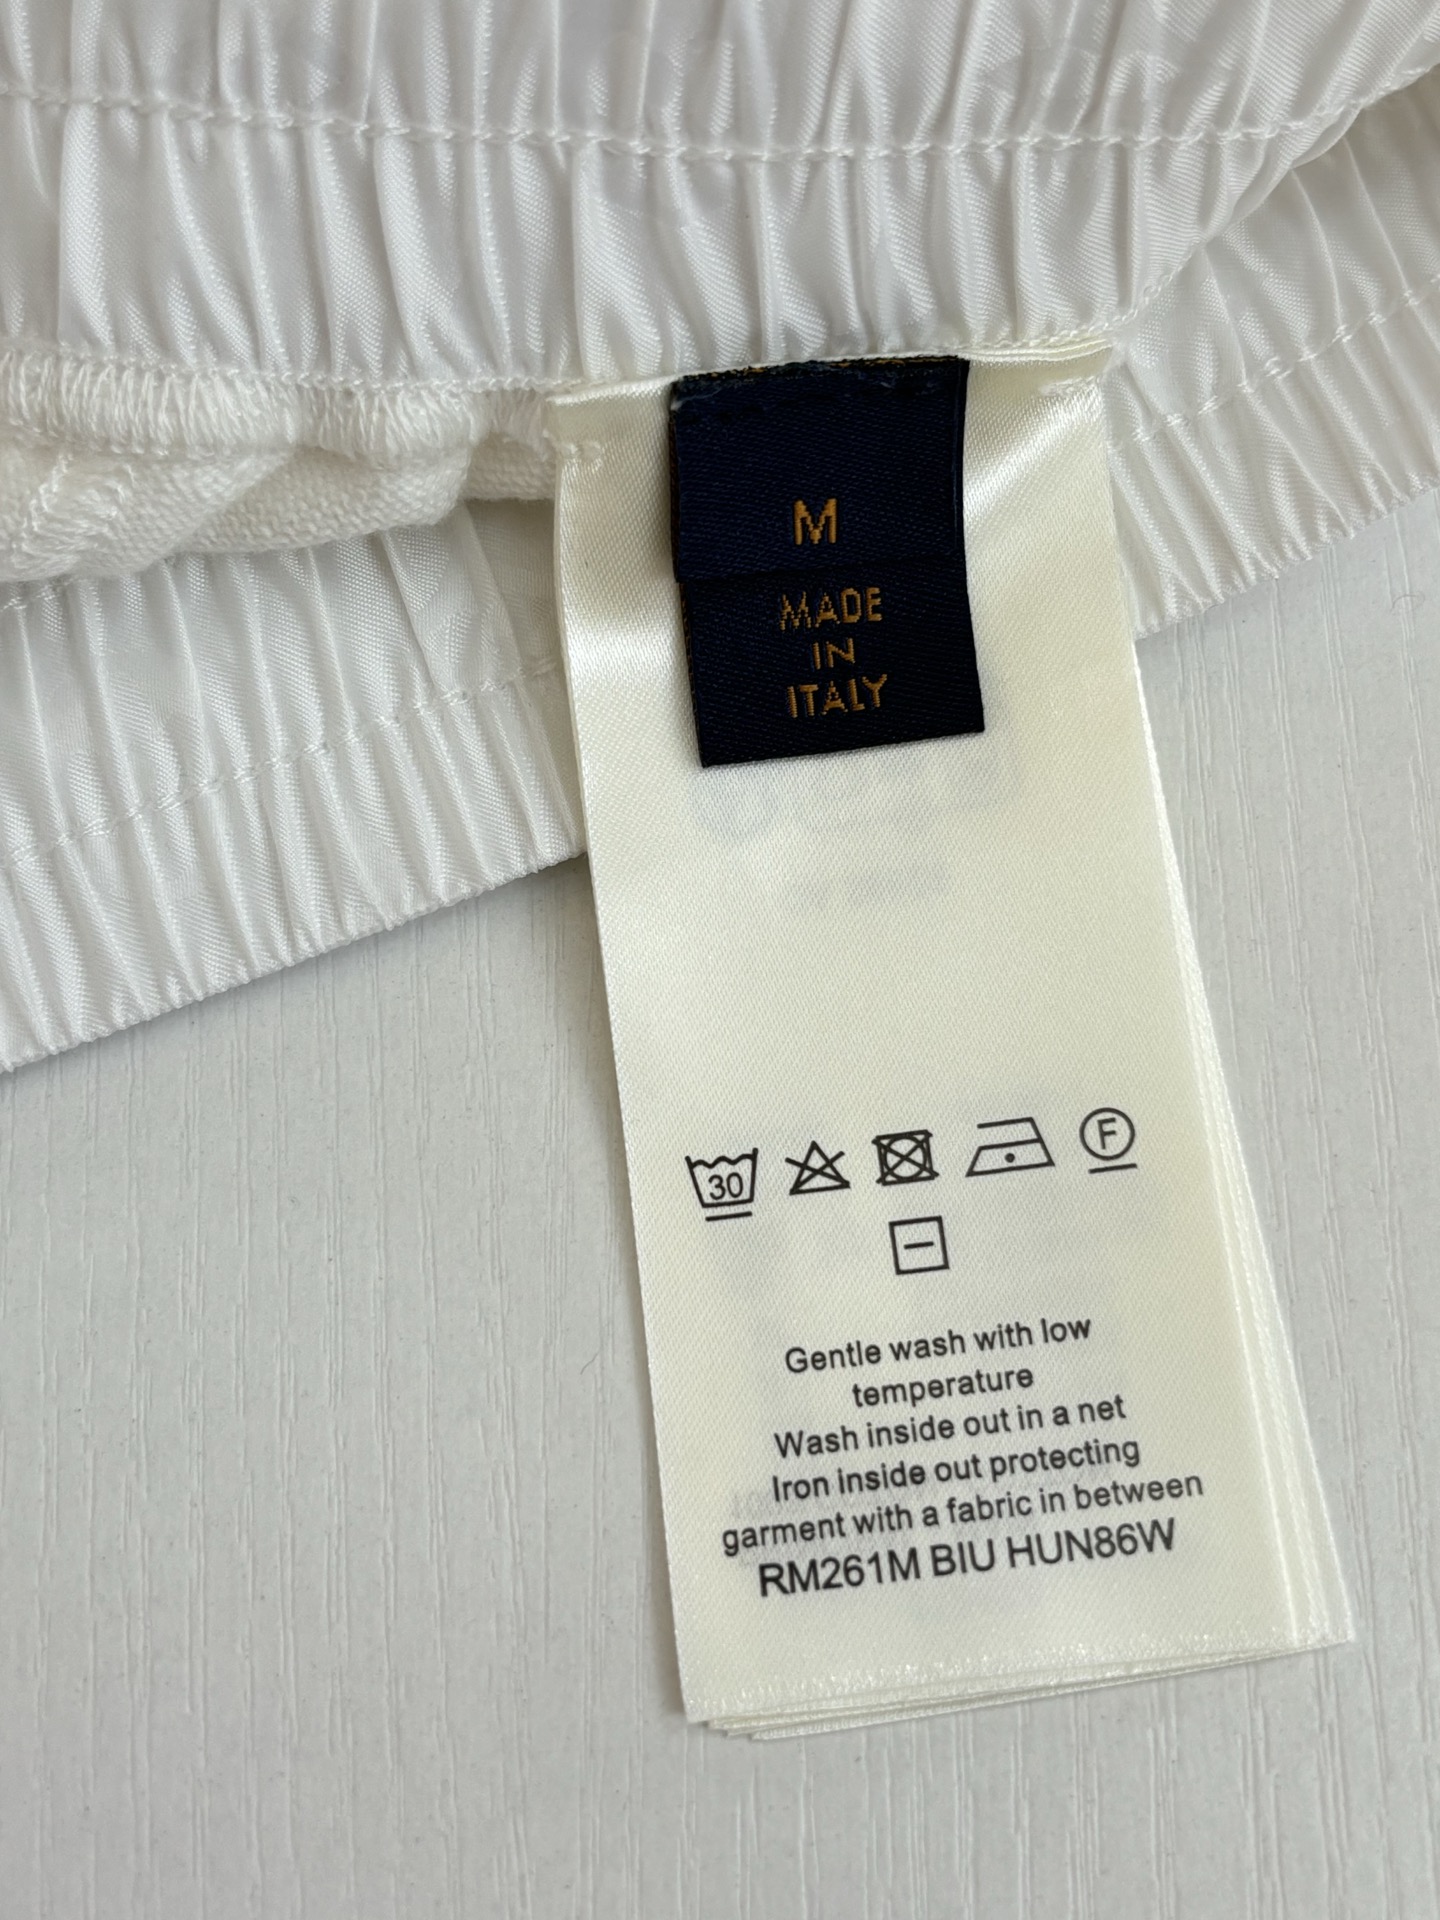 M
MADE
IN
ITALY
30
F
Gentle wash with low
temperature
Wash inside out in a net
Iron inside out protecting
garment with a fabric in between
RM261M BIU HUN86W